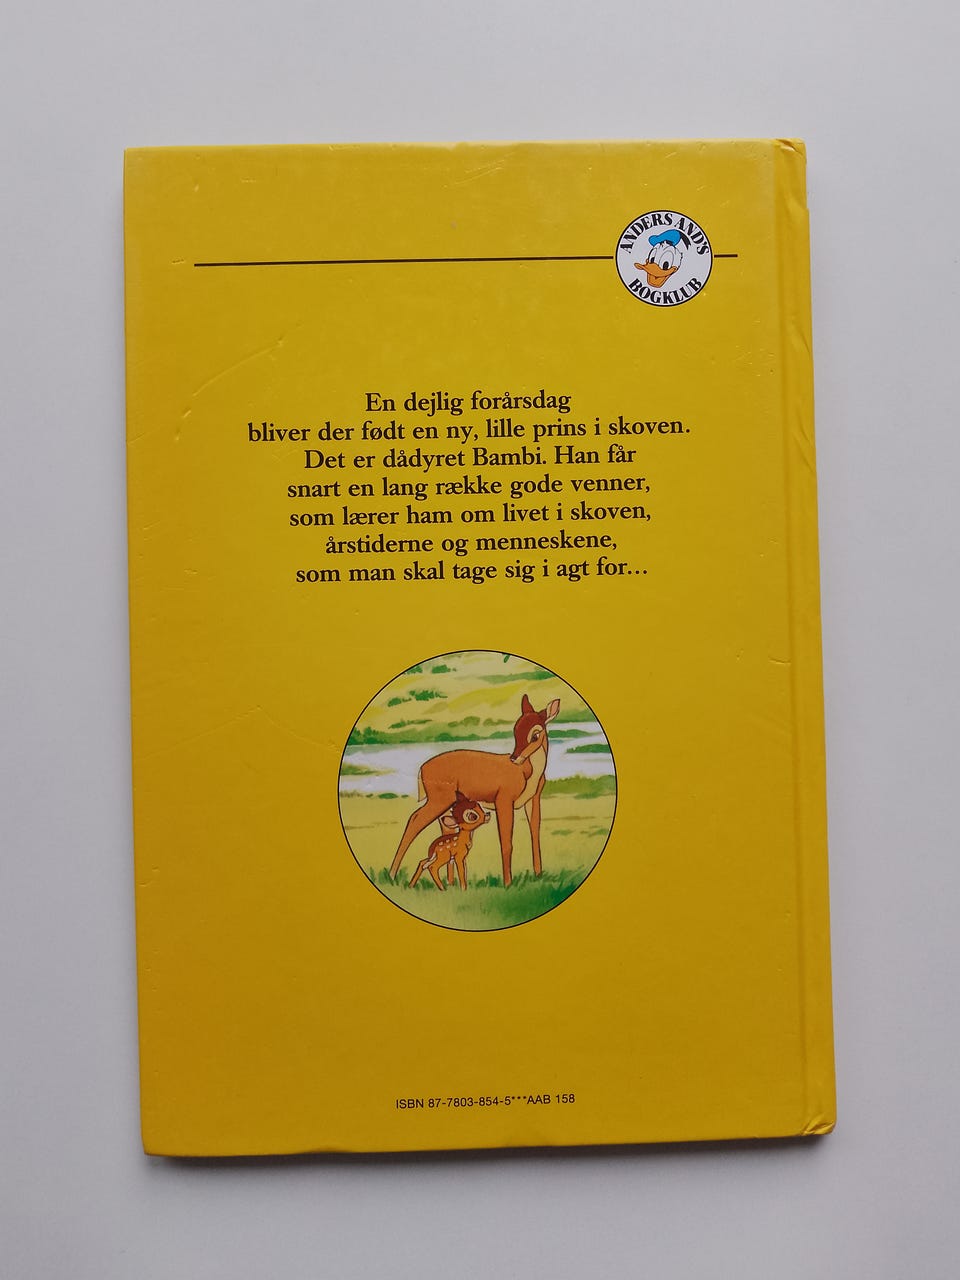 ANDERS AND'S
BOGKLUB
En dejlig forårsdag
bliver der født en ny, lille prins i skoven.
Det er dådyret Bambi. Han får
snart en lang række gode venner,
som lærer ham om livet i skoven,
årstiderne og menneskene,
som man skal tage sig i agt for...
ISBN 87-7803-854-5***AAB 158